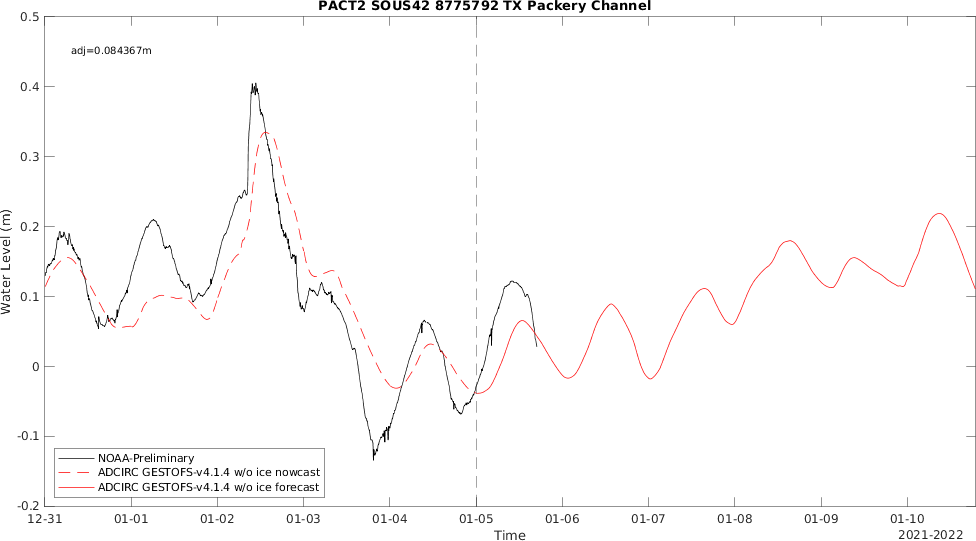 PACT2 SOUS42 8775792 TX Packery Channel
adj=0.084367m
Water Level (m)
0.5
0.4
0.3
0.2
0.1
0
-0.1
-0.2
NOAA-Preliminary
ADCIRC GESTOFS-v4.1.4 w/o ice nowcast
ADCIRC GESTOFS-v4.1.4 w/o ice forecast
12-31 01-01 01-02 01-03 01-04 01-05 01-06 01-07 01-08 01-09 01-10
Time
2021-2022